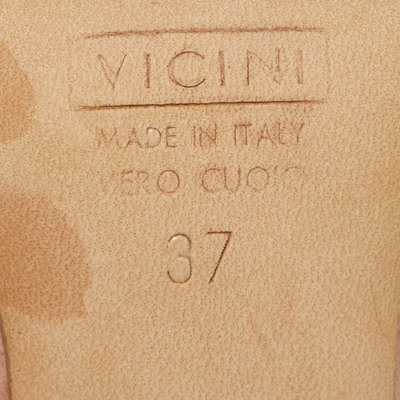 VICINI
MADE IN ITALY
VERO CUOIO
37